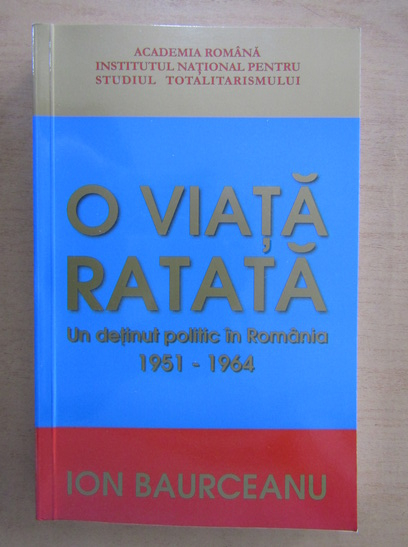 ACADEMIA ROMÂNĂ
INSTITUTUL NAȚIONAL PENTRU
STUDIUL TOTALITARISMULUI
O VIAȚĂ
RATATĂ
Un deținut politic în România
1951 - 1964
ION BAURCEANU